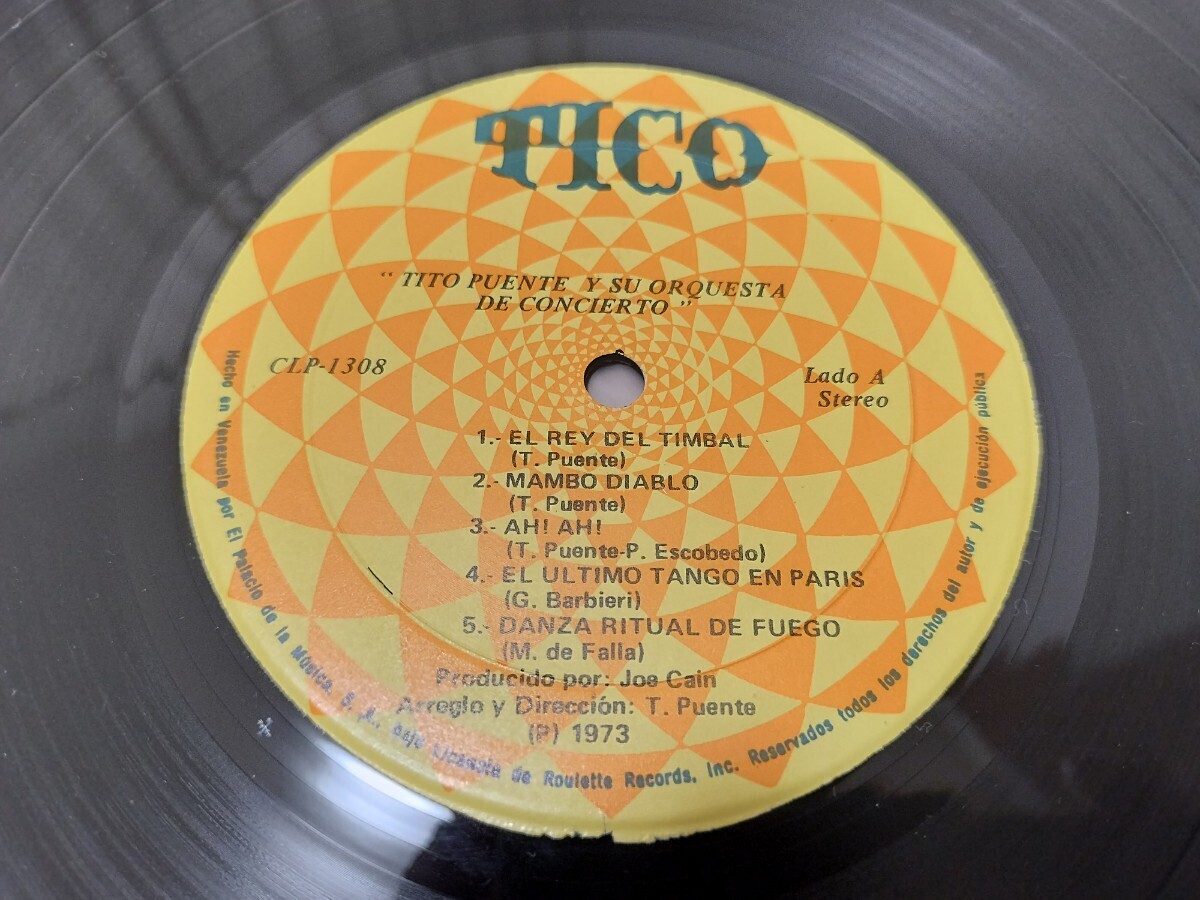 TICO
" TITO PUENTE Y SU ORQUESTA
DE CONCIERTO "
CLP-1308
Lado A
Stereo
1.- EL REY DEL TIMBAL
(T. Puente)
2.- MAMBO DIABLO
(T. Puente)
3.- AH! AH!
(T. Puente-P. Escobedo)
4.- EL ULTIMO TANGO EN PARIS
(G. Barbieri)
5.- DANZA RITUAL DE FUEGO
(M. de Falla)
Producido por: Joe Cain
Arreglo y Dirección: T. Puente
(P) 1973
Hecho en Venezuela por El Palacio de la Música, S. A., bajo Licencia de Roulette Records, Inc. Reservados todos los derechos del autor y de ejecución pública